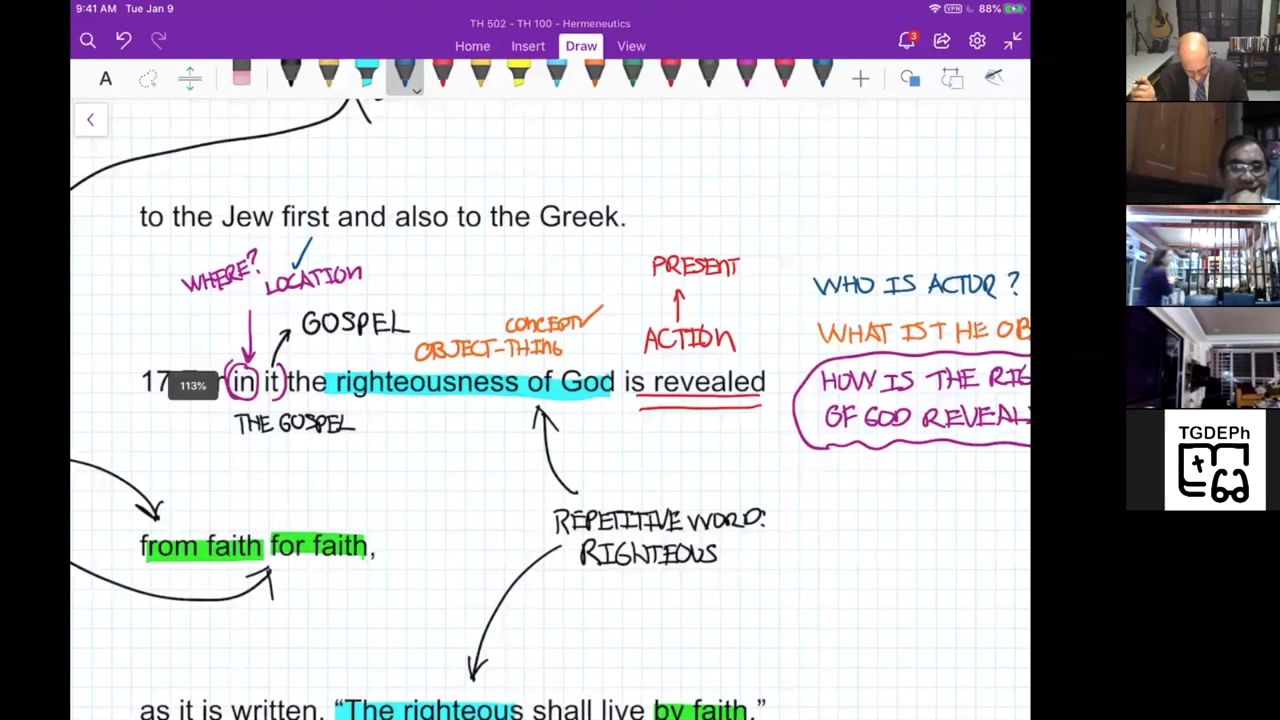 9:41 AM Tue Jan 9
88%
TH 502 - TH 100 - Hermeneutics
Home Insert Draw View
3
A
to the Jew first and also to the Greek.
WHERE? LOCATION
PRESENT
WHO IS ACTOR?
GOSPEL
CONCEPT
ACTION
WHAT IS THE OB
OBJECT-THING
17 in it the righteousness of God is revealed
113%
HOW IS THE RIG
OF GOD REVEAL
THE GOSPEL
REPETITIVE WORD:
RIGHTEOUS
from faith for faith,
as it is written, “The righteous shall live by faith.”
TGDEPh